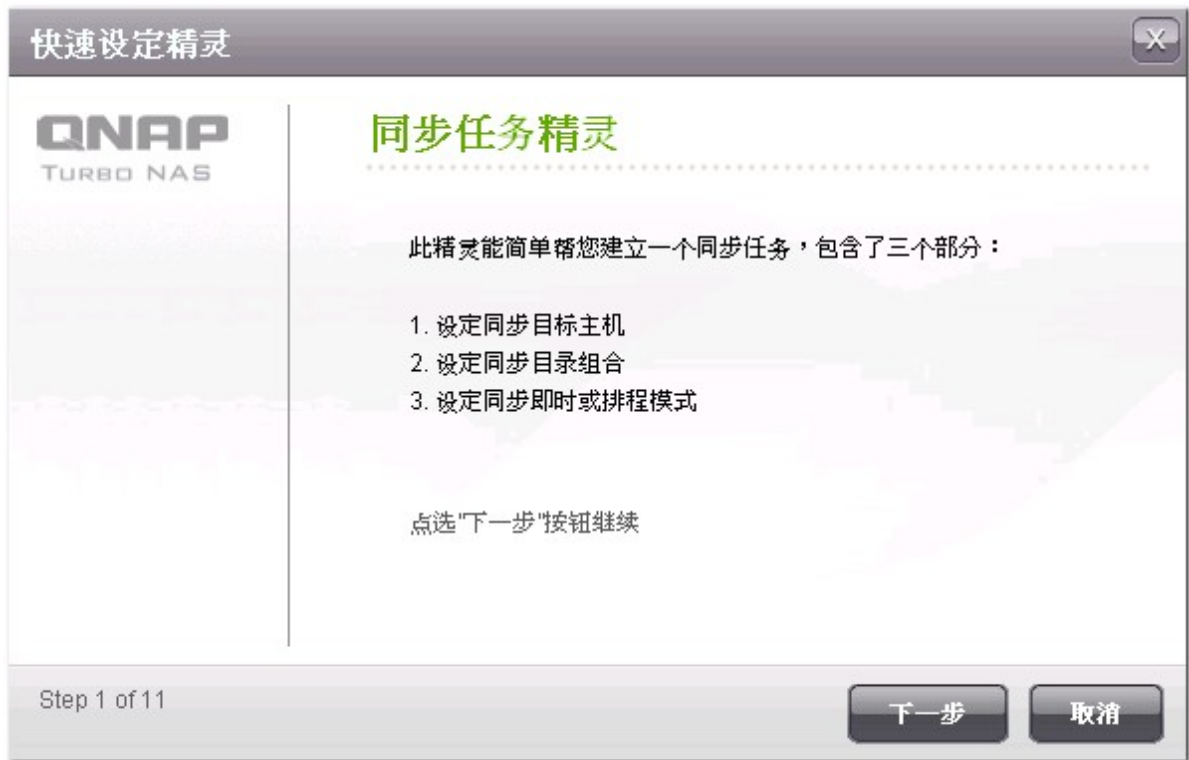 快速设定精灵
X
QNAP
TURBO NAS
同步任务精灵
此精灵能简单帮您建立一个同步任务，包含了三个部分：
1. 设定同步目标主机
2. 设定同步目录组合
3. 设定同步即时或排程模式
点选"下一步"按钮继续
Step 1 of 11
下一步
取消